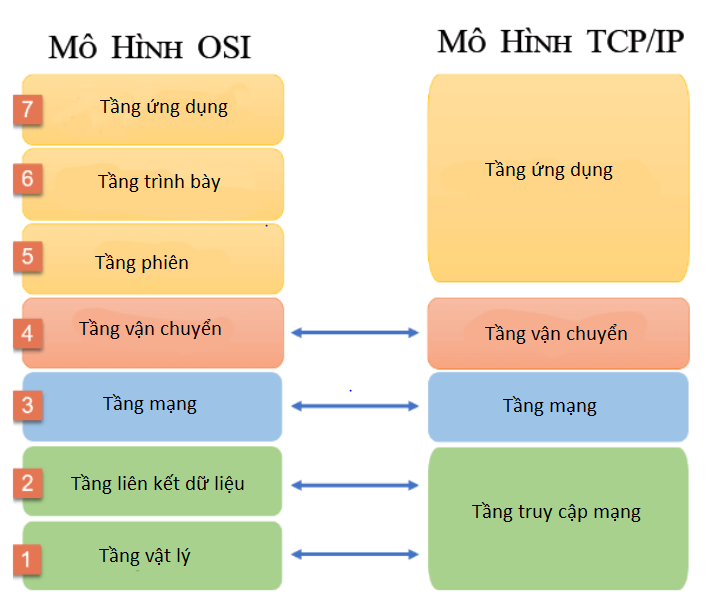 Mô Hình OSI
7 Tầng ứng dụng
6 Tầng trình bày
5 Tầng phiên
4 Tầng vận chuyển
3 Tầng mạng
2 Tầng liên kết dữ liệu
1 Tầng vật lý
Mô Hình TCP/IP
Tầng ứng dụng
Tầng vận chuyển
Tầng mạng
Tầng truy cập mạng